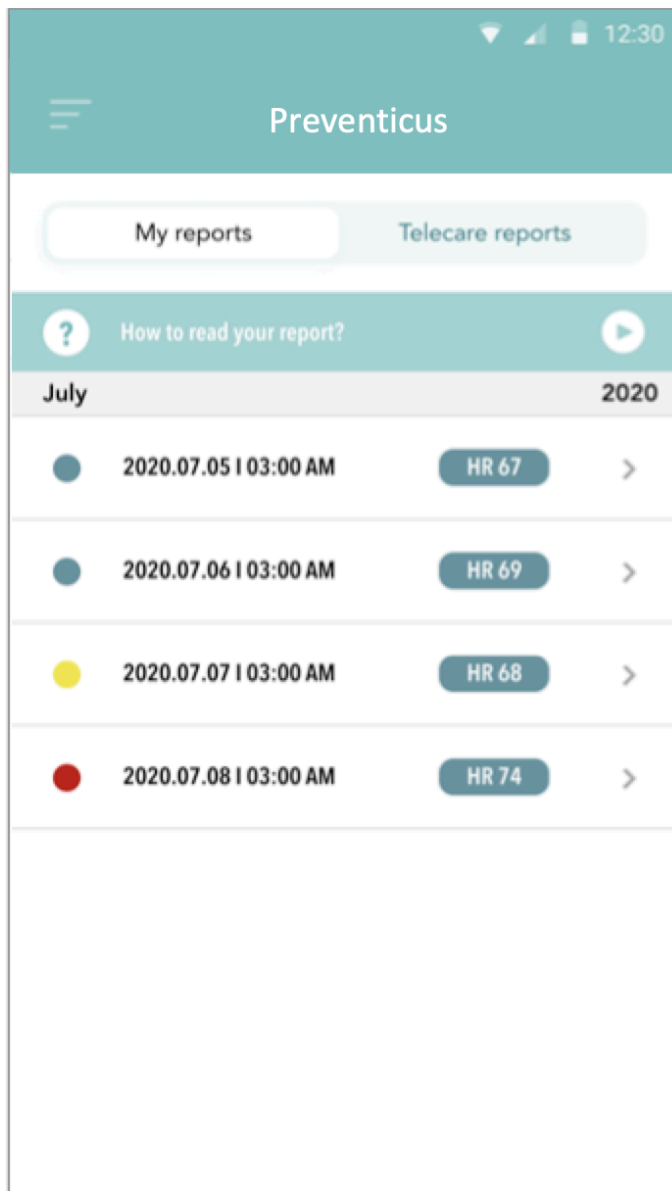 12:30
Preventicus
My reports Telecare reports
? How to read your report?
July 2020
2020.07.05 I 03:00 AM HR 67
2020.07.06 I 03:00 AM HR 69
2020.07.07 I 03:00 AM HR 68
2020.07.08 I 03:00 AM HR 74